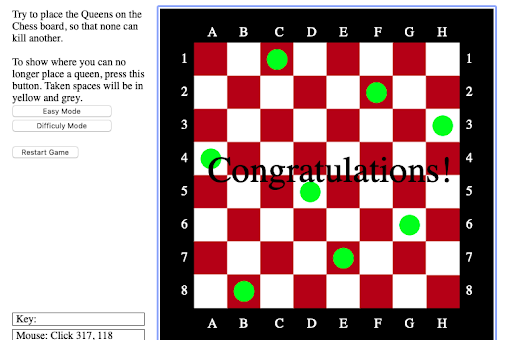 Try to place the Queens on the
Chess board, so that none can
kill another.
To show where you can no
longer place a queen, press this
button. Taken spaces will be in
yellow and grey.
Easy Mode
Difficuly Mode
Restart Game
A B C D E F G H
1 1
2 2
3 3
4 4
Congratulations!
5 5
6 6
7 7
8 8
A B C D E F G H
Key:
Mouse: Click 317, 118